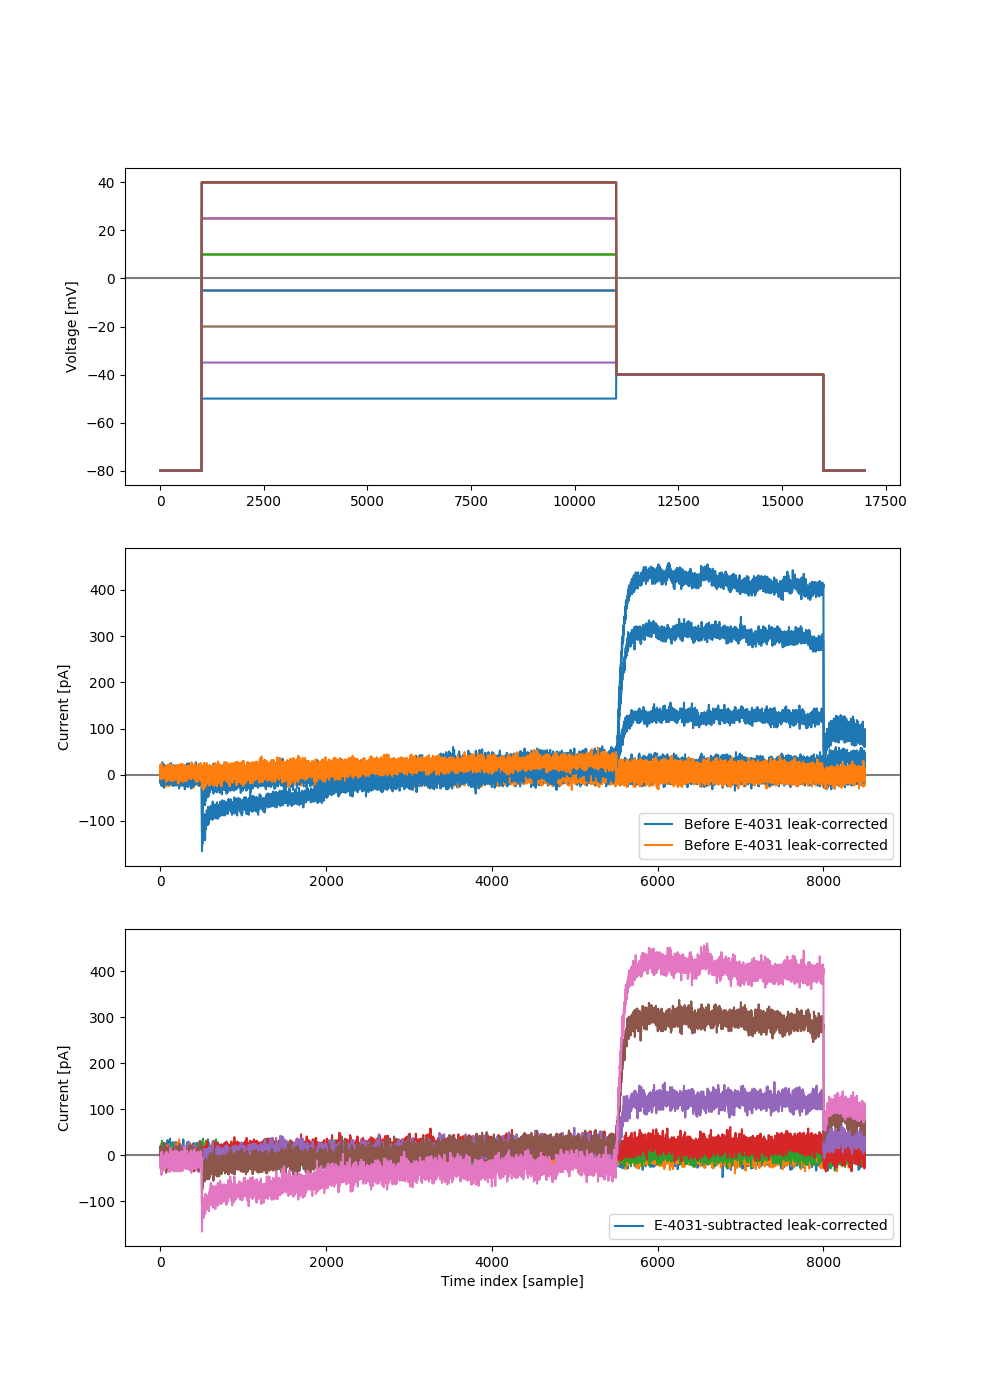 40
20
0
−20
−40
−60
−80
Voltage [mV]
0 2500 5000 7500 10000 12500 15000 17500
400
300
200
100
0
−100
Current [pA]
Before E-4031 leak-corrected
Before E-4031 leak-corrected
0 2000 4000 6000 8000
400
300
200
100
0
−100
Current [pA]
E-4031-subtracted leak-corrected
0 2000 4000 6000 8000
Time index [sample]